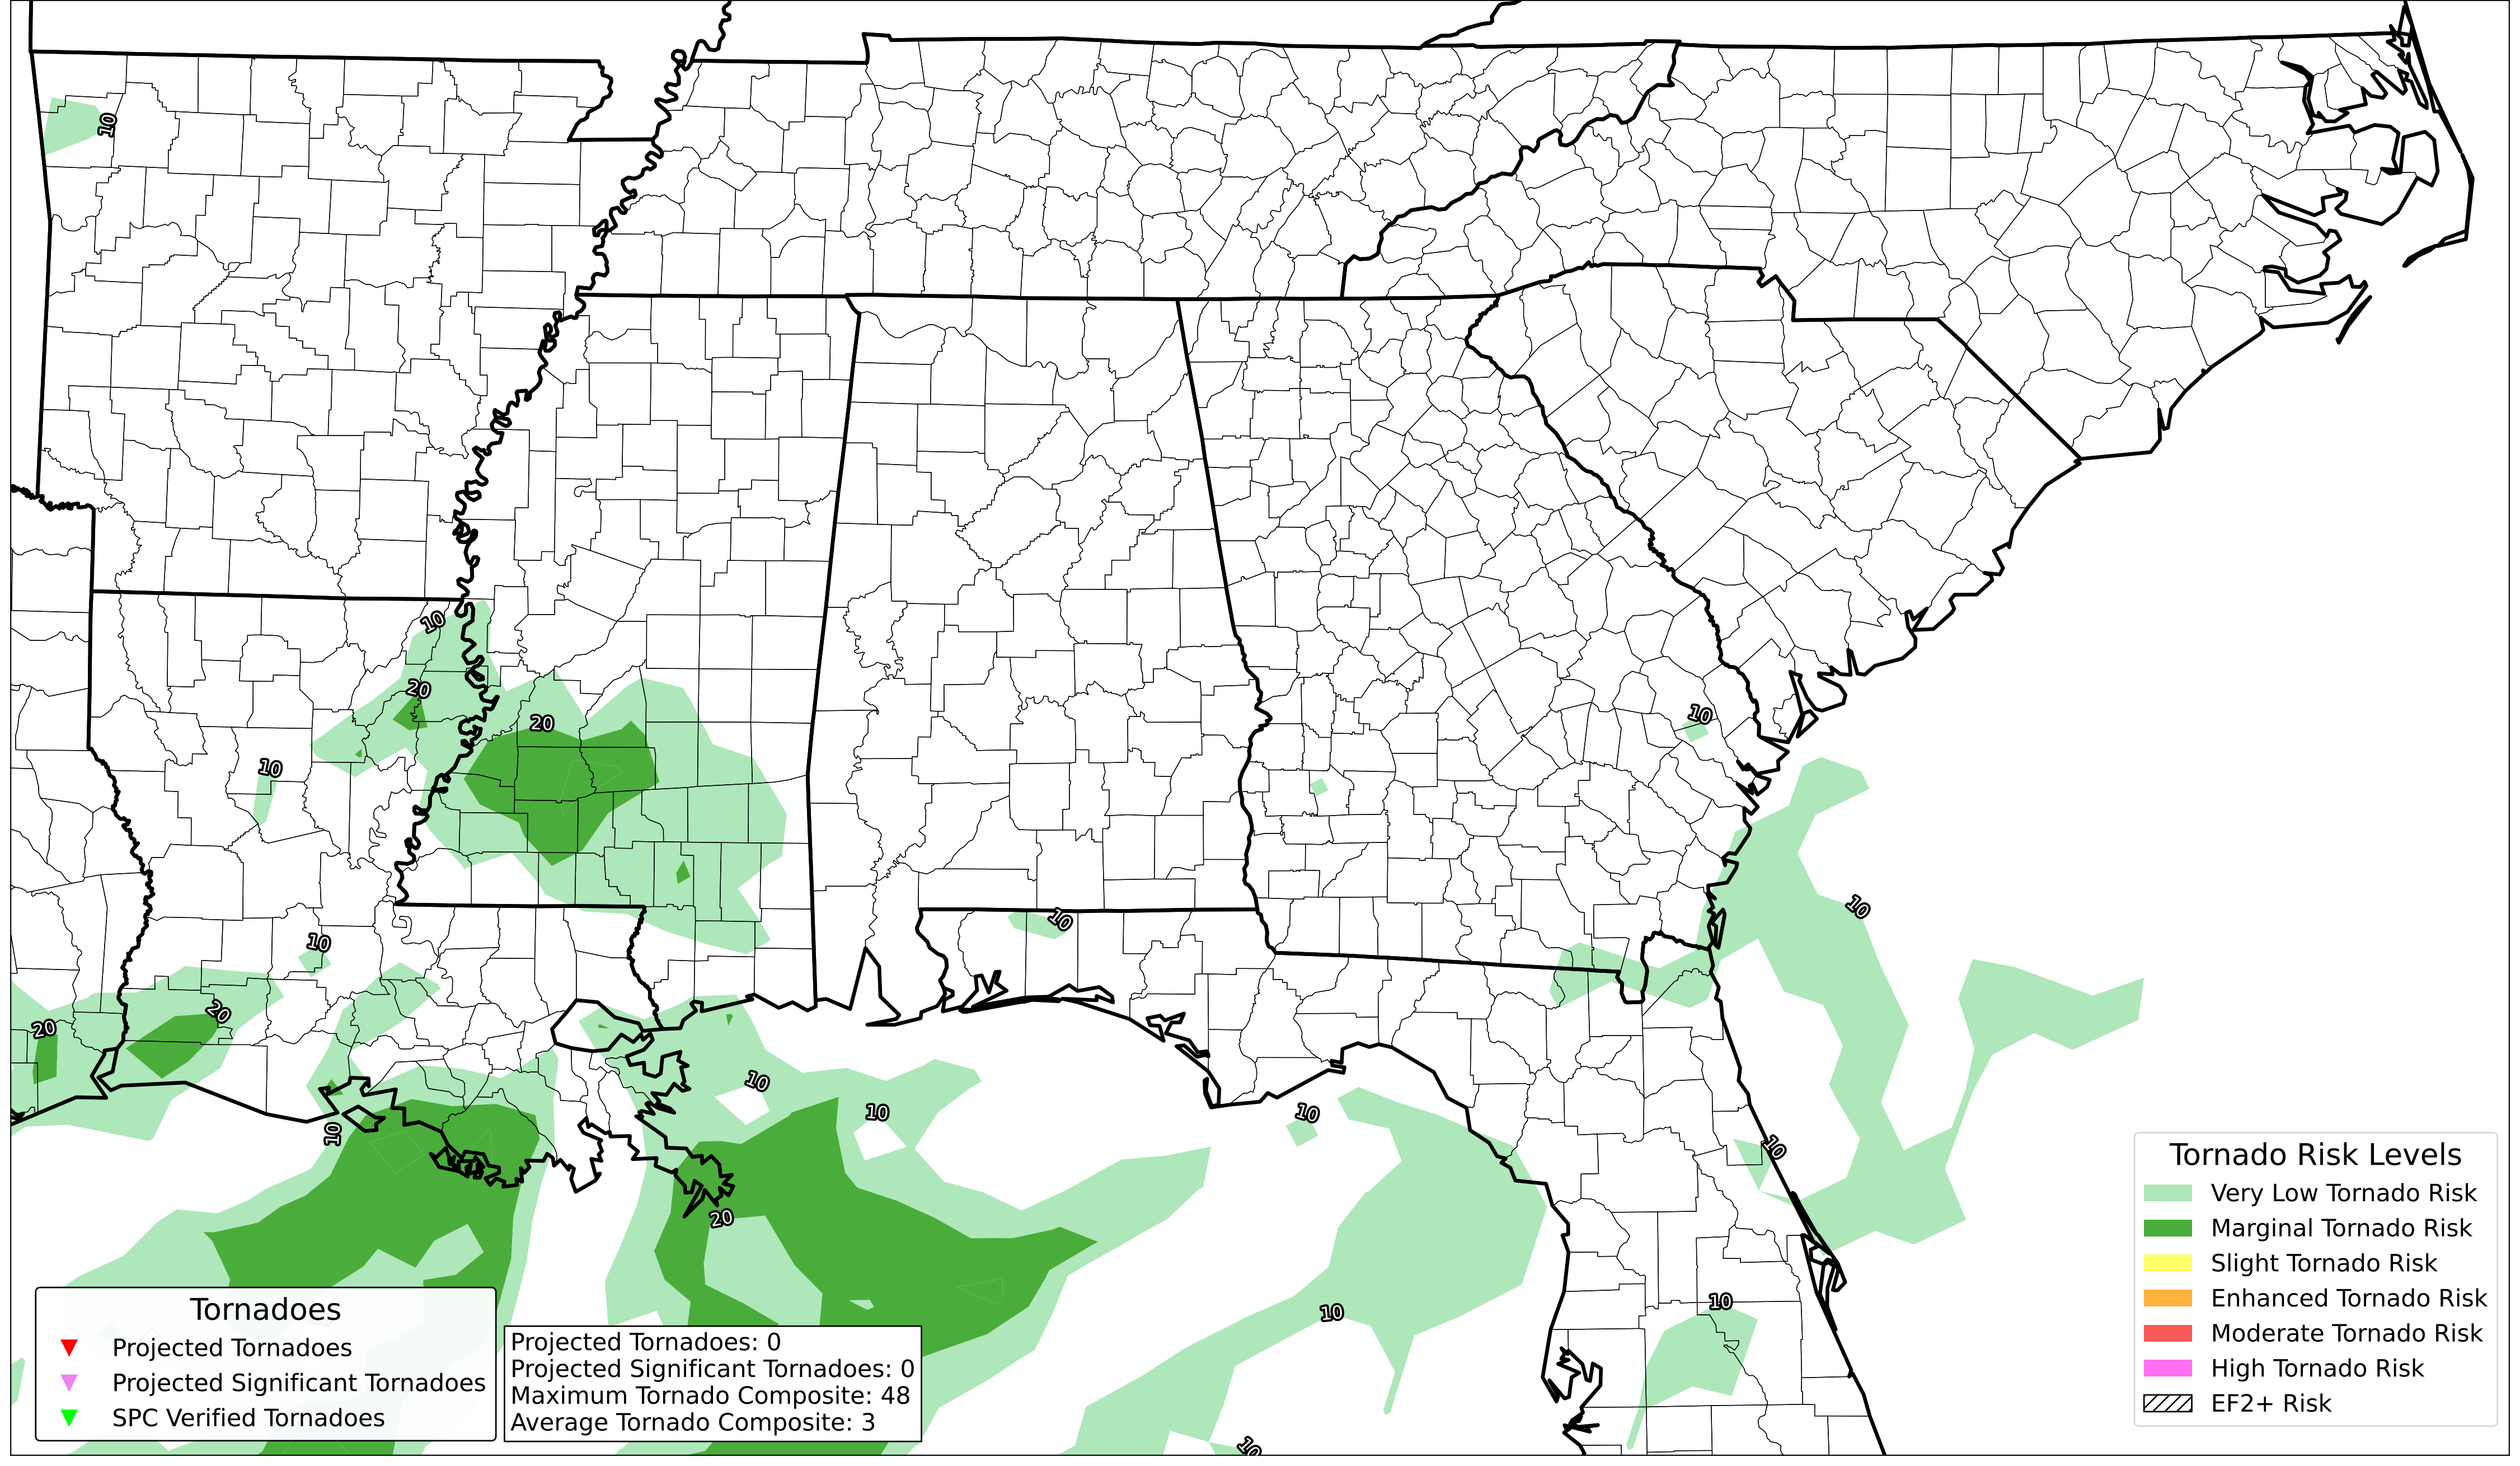 10
10
20
20
10
10
10
20
20
10
10
10
10
10
10
20
10
10
10
10
10
Tornadoes
Projected Tornadoes
Projected Significant Tornadoes
SPC Verified Tornadoes
Projected Tornadoes: 0
Projected Significant Tornadoes: 0
Maximum Tornado Composite: 48
Average Tornado Composite: 3
Tornado Risk Levels
Very Low Tornado Risk
Marginal Tornado Risk
Slight Tornado Risk
Enhanced Tornado Risk
Moderate Tornado Risk
High Tornado Risk
EF2+ Risk